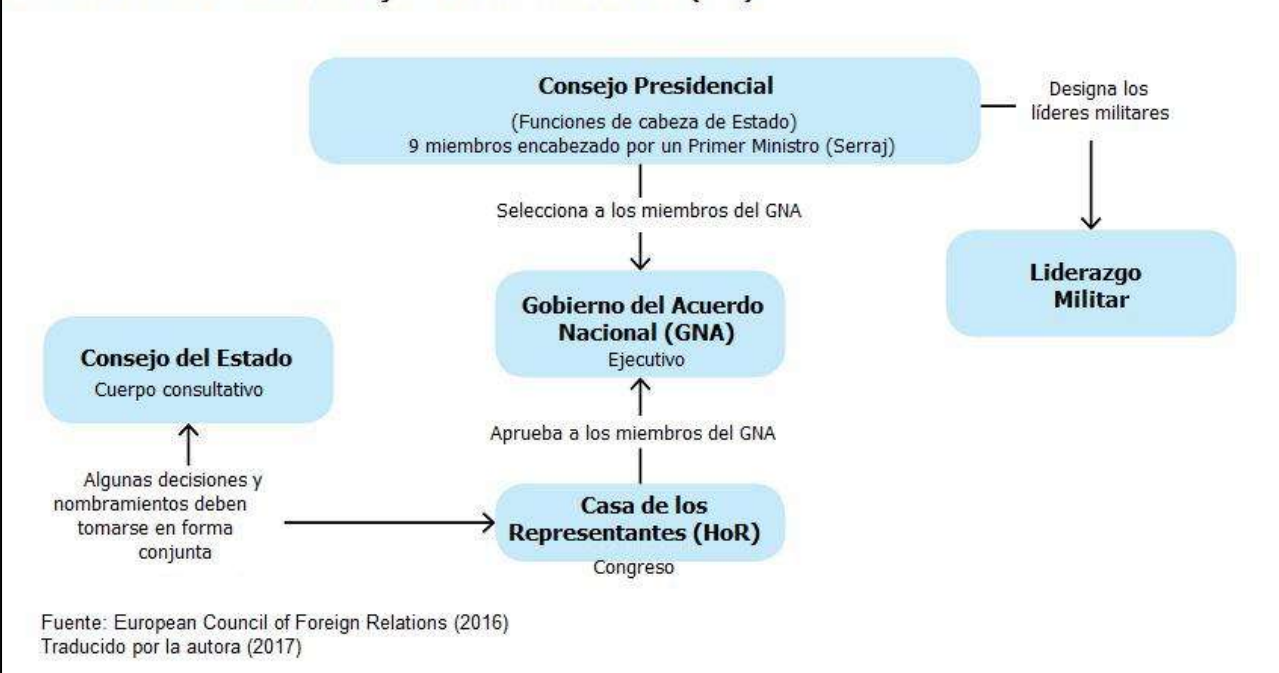 Consejo Presidencial
(Funciones de cabeza de Estado)
9 miembros encabezado por un Primer Ministro (Serraj)
Designa los
líderes militares
Selecciona a los miembros del GNA
Liderazgo
Militar
Gobierno del Acuerdo
Nacional (GNA)
Ejecutivo
Consejo del Estado
Cuerpo consultativo
Aprueba a los miembros del GNA
Algunas decisiones y
nombramientos deben
tomarse en forma
conjunta
Casa de los
Representantes (HoR)
Congreso
Fuente: European Council of Foreign Relations (2016)
Traducido por la autora (2017)